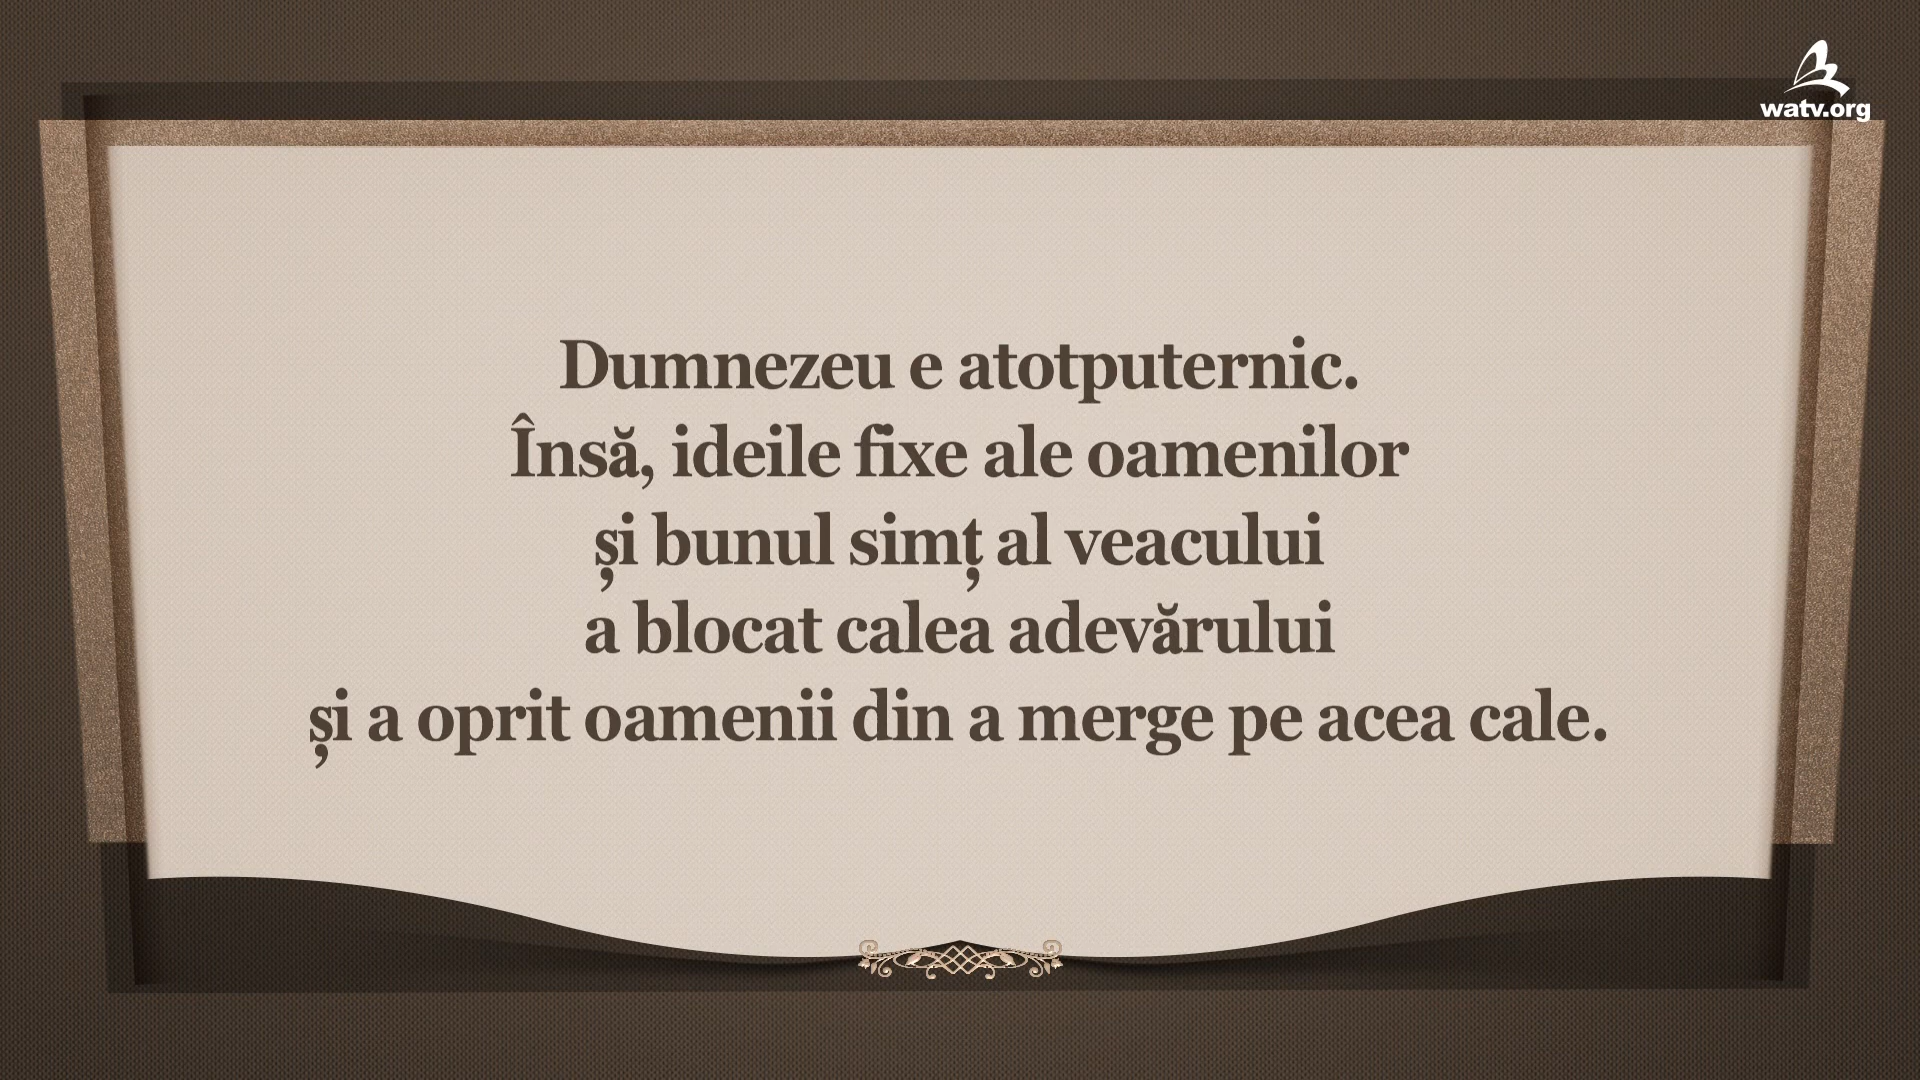 watv.org
Dumnezeu e atotputernic.
Însă, ideile fixe ale oamenilor
și bunul simț al veacului
a blocat calea adevărului
și a oprit oamenii din a merge pe acea cale.